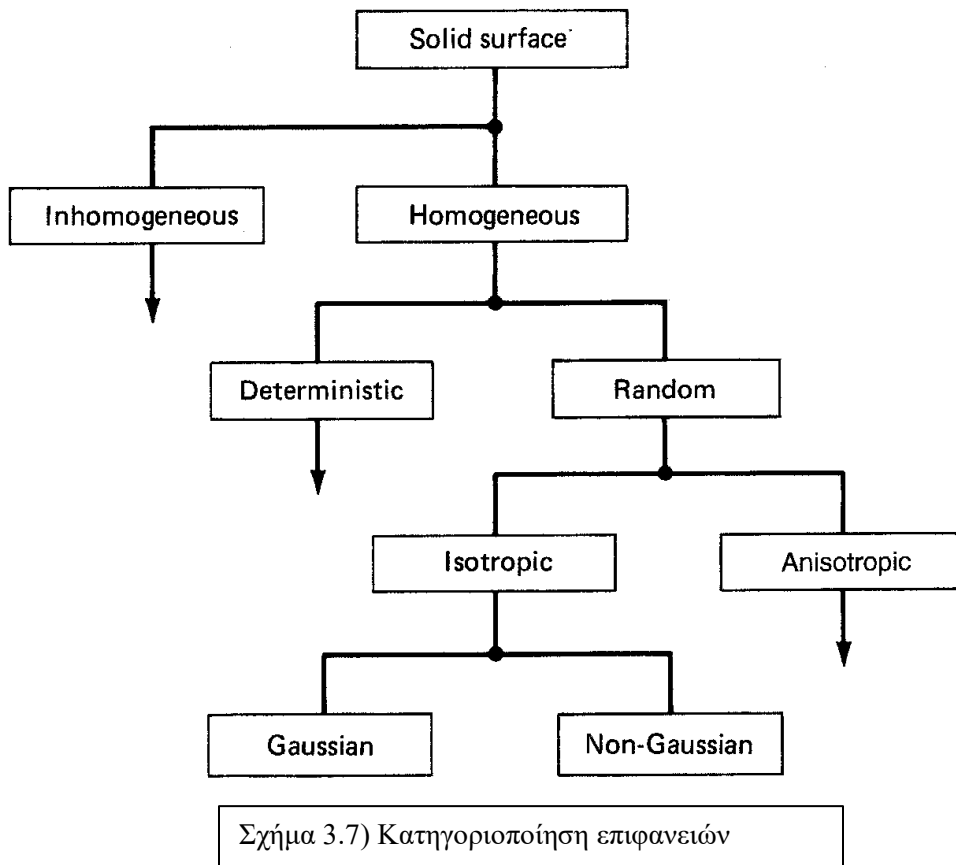 Solid surface
Inhomogeneous
Homogeneous
Deterministic
Random
Isotropic
Anisotropic
Gaussian
Non-Gaussian
Σχήμα 3.7) Κατηγοριοποίηση επιφανειών